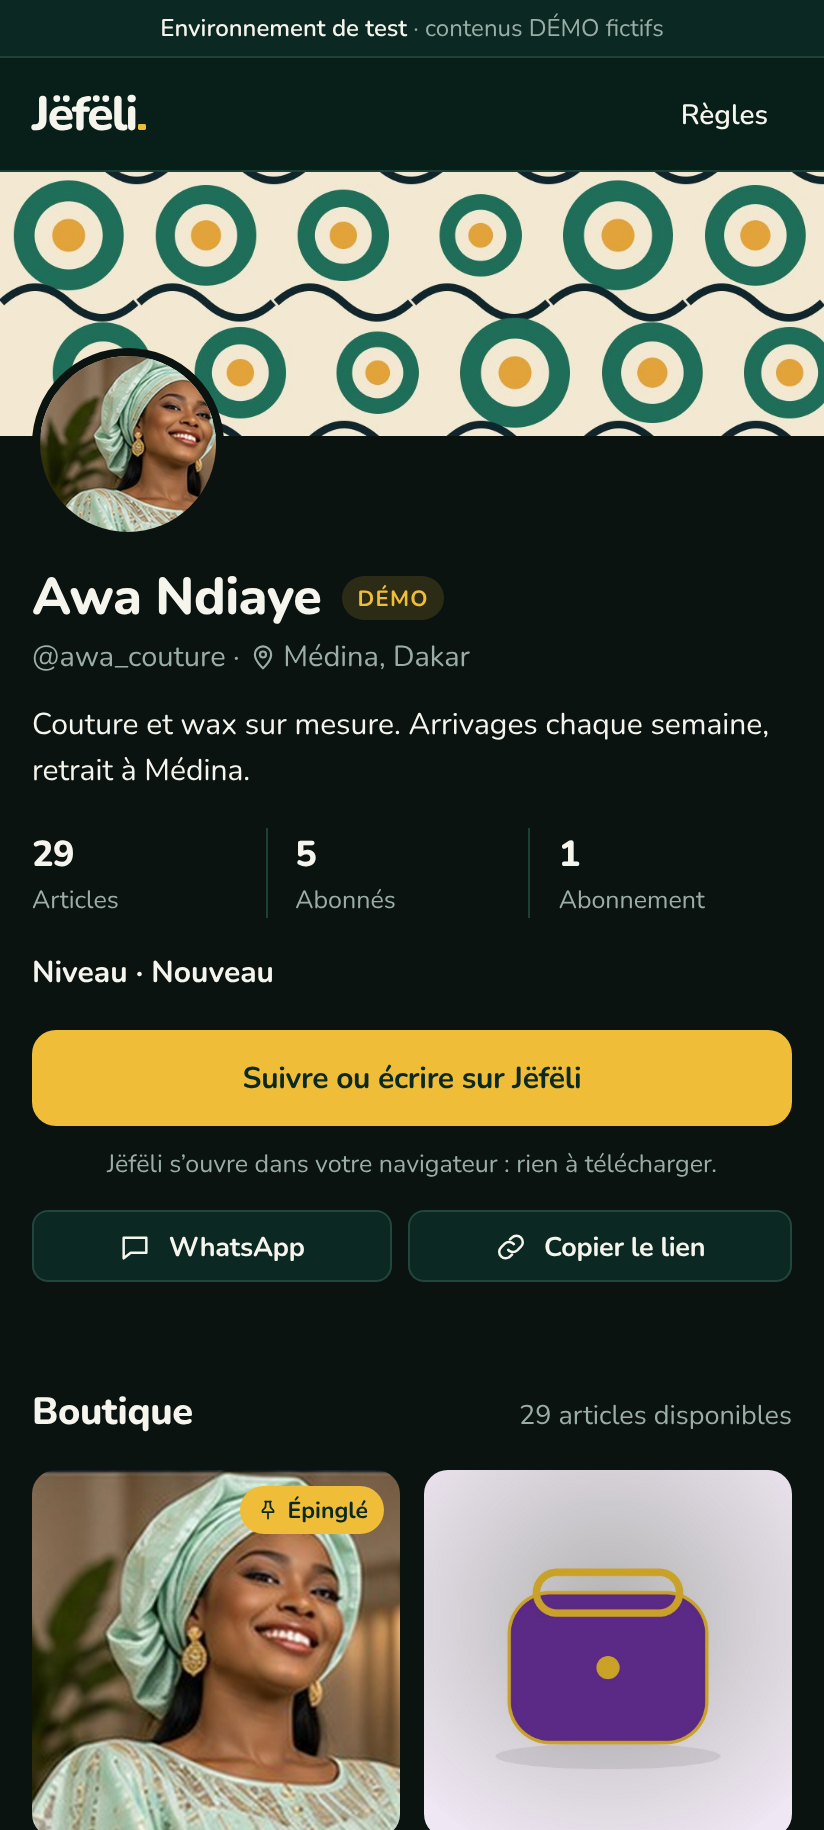 Environnement de test · contenus DÉMO fictifs
Jëfëli.
Règles
Awa Ndiaye
DÉMO
@awa_couture · Médina, Dakar
Couture et wax sur mesure. Arrivages chaque semaine,
retrait à Médina.
29
Articles
5
Abonnés
1
Abonnement
Niveau · Nouveau
Suivre ou écrire sur Jëfëli
Jëfëli s’ouvre dans votre navigateur : rien à télécharger.
WhatsApp
Copier le lien
Boutique
29 articles disponibles
Épinglé